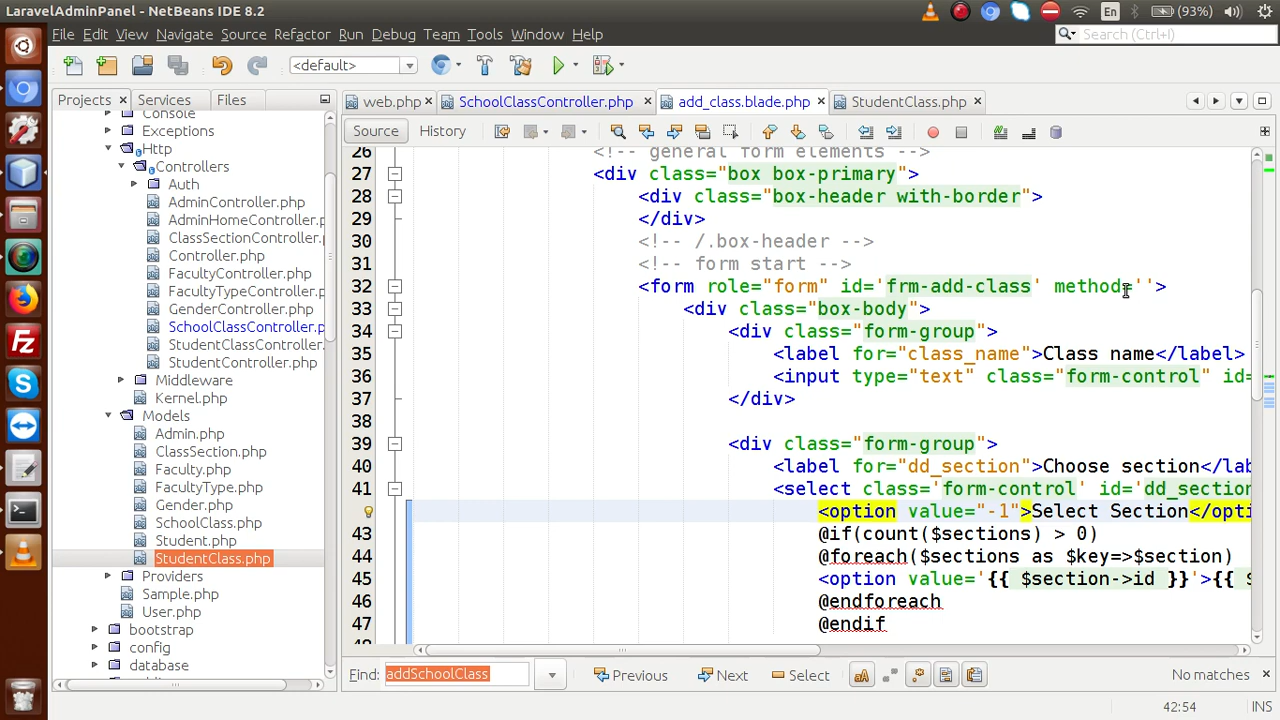 LaravelAdminPanel - NetBeans IDE 8.2
En
(93%)
File Edit View Navigate Source Refactor Run Debug Team Tools Window Help
Search (Ctrl+I)
<default>
Projects Services Files
web.php SchoolClassController.php add_class.blade.php StudentClass.php
Source History
Console
Exceptions
Http
Controllers
Auth
AdminController.php
AdminHomeController.p
ClassSectionController.p
Controller.php
FacultyController.php
FacultyTypeController.php
GenderController.php
SchoolClassController.p
StudentClassController.p
StudentController.php
Middleware
Kernel.php
Models
Admin.php
ClassSection.php
Faculty.php
FacultyType.php
Gender.php
SchoolClass.php
Student.php
StudentClass.php
Providers
Sample.php
User.php
bootstrap
config
database
26 <!-- general form elements -->
27 <div class="box box-primary">
28 <div class="box-header with-border">
29 </div>
30 <!-- /.box-header -->
31 <!-- form start -->
32 <form role="form" id='frm-add-class' method=''>
33 <div class="box-body">
34 <div class="form-group">
35 <label for="class_name">Class name</label>
36 <input type="text" class="form-control" id=
37 </div>
38
39 <div class="form-group">
40 <label for="dd_section">Choose section</lab
41 <select class='form-control' id='dd_section
<option value="-1">Select Section</opti
43 @if(count($sections) > 0)
44 @foreach($sections as $key=>$section)
45 <option value='{{ $section->id }}'>{{ $
46 @endforeach
47 @endif
Find: addSchoolClass Previous Next Select No matches
42:54 INS